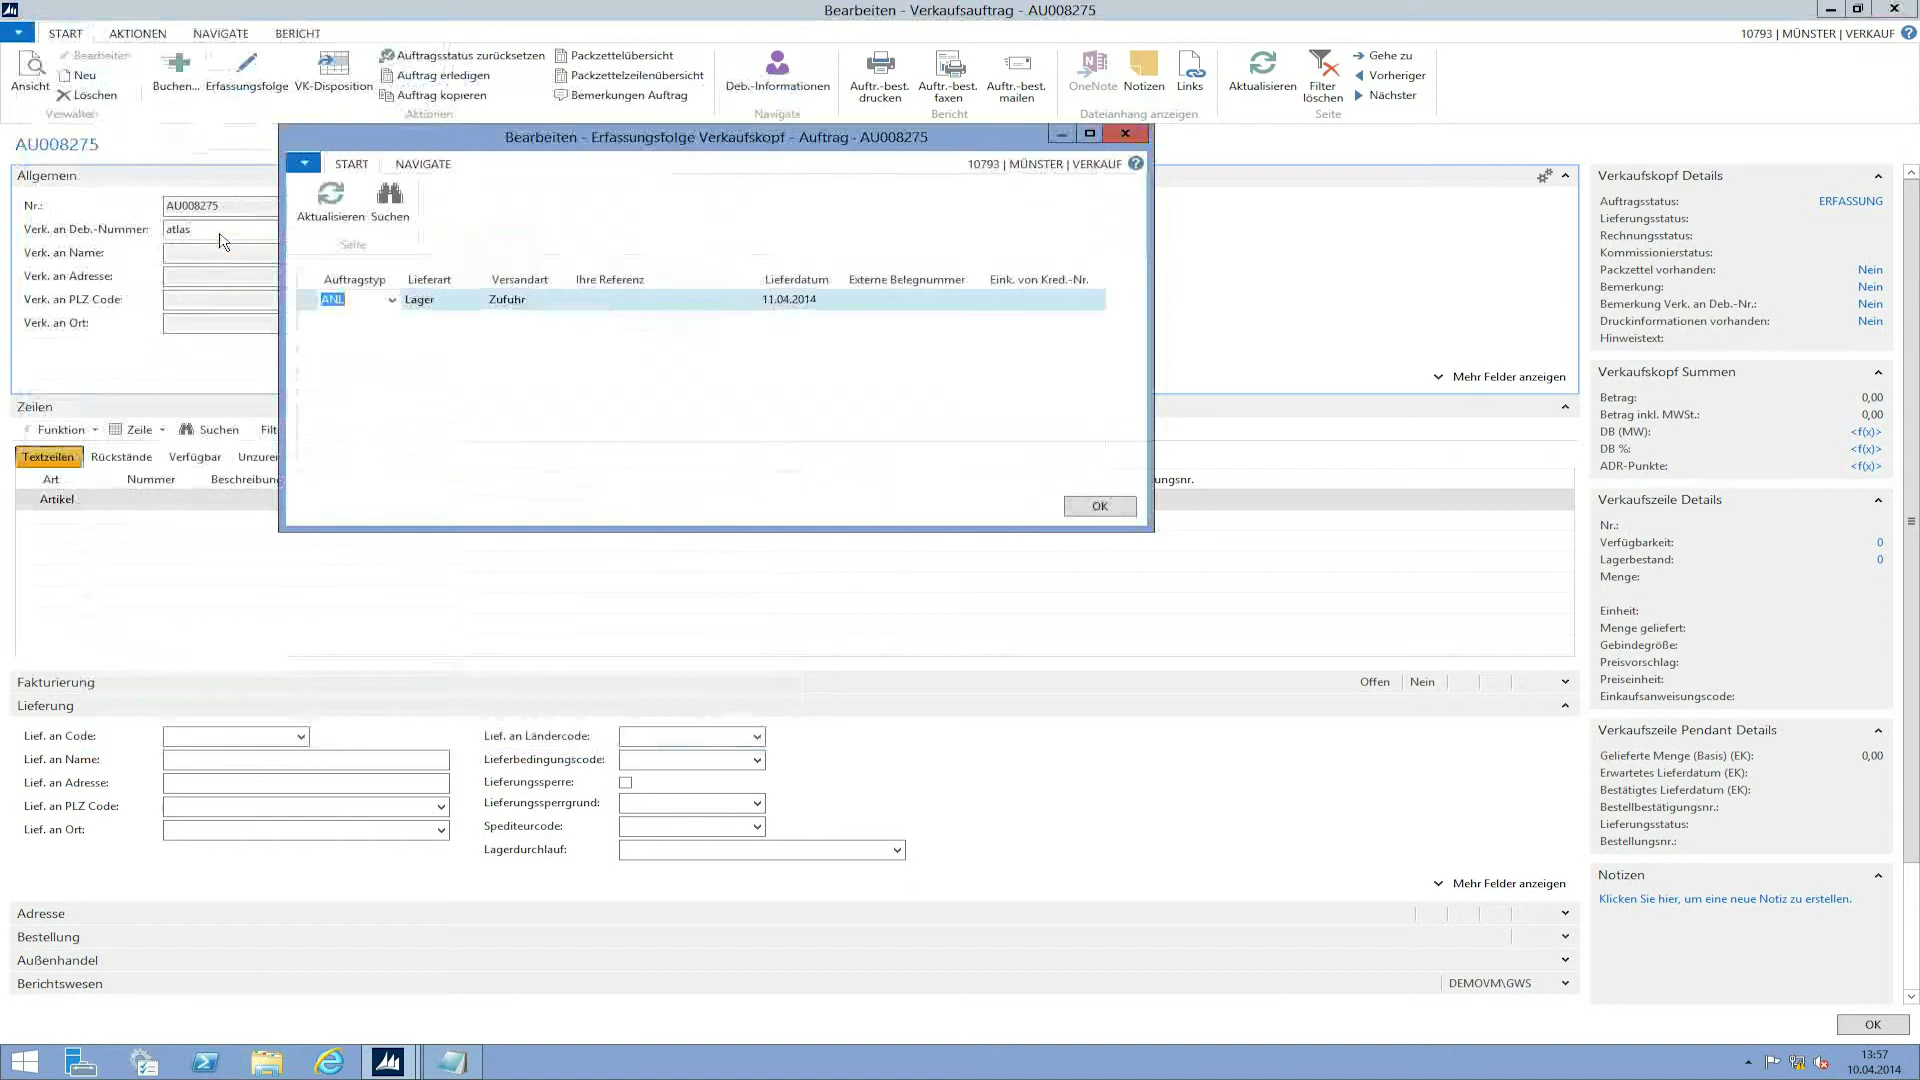 Bearbeiten - Verkaufsauftrag - AU008275
START AKTIONEN NAVIGATE BERICHT
10793 | MÜNSTER | VERKAUF
Ansicht
Bearbeiten
Neu
Löschen
Verwalten
Buchen...
Erfassungsfolge
VK-Disposition
Auftragsstatus zurücksetzen
Auftrag erledigen
Auftrag kopieren
Packzettelübersicht
Packzettelzeilenübersicht
Bemerkungen Auftrag
Aktionen
Deb.-Informationen
Navigate
Auftr.-best. drucken
Auftr.-best. faxen
Auftr.-best. mailen
Bericht
OneNote
Notizen
Links
Dateianhang anzeigen
Aktualisieren
Filter löschen
Gehe zu
Vorheriger
Nächster
Seite
AU008275
Allgemein
Nr.: AU008275
Verk. an Deb.-Nummer: atlas
Verk. an Name:
Verk. an Adresse:
Verk. an PLZ Code:
Verk. an Ort:
Mehr Felder anzeigen
Bearbeiten - Erfassungsfolge Verkaufskopf - Auftrag - AU008275
START NAVIGATE
10793 | MÜNSTER | VERKAUF
Aktualisieren Suchen
Seite
Auftragstyp Lieferart Versandart Ihre Referenz Lieferdatum Externe Belegnummer Eink. von Kred.-Nr.
ANL Lager Zufuhr 11.04.2014
OK
Zeilen
Funktion Zeile Suchen Filt
Textzeilen Rückstände Verfügbar Unzurer
Art Nummer Beschreibung ungsnr.
Artikel
Fakturierung Offen Nein
Lieferung
Lief. an Code:
Lief. an Name:
Lief. an Adresse:
Lief. an PLZ Code:
Lief. an Ort:
Lief. an Ländercode:
Lieferbedingungscode:
Lieferungssperre:
Lieferungssperrgrund:
Spediteurcode:
Lagerdurchlauf:
Mehr Felder anzeigen
Adresse
Bestellung
Außenhandel
Berichtswesen DEMOVM\GWS
Verkaufskopf Details
Auftragsstatus: ERFASSUNG
Lieferungsstatus:
Rechnungsstatus:
Kommissionierstatus:
Packzettel vorhanden: Nein
Bemerkung: Nein
Bemerkung Verk. an Deb.-Nr.: Nein
Druckinformationen vorhanden: Nein
Hinweistext:
Verkaufskopf Summen
Betrag: 0,00
Betrag inkl. MWSt.: 0,00
DB (MW): <f(x)>
DB %: <f(x)>
ADR-Punkte: <f(x)>
Verkaufszeile Details
Nr.:
Verfügbarkeit: 0
Lagerbestand: 0
Menge:
Einheit:
Menge geliefert:
Gebindegröße:
Preisvorschlag:
Preiseinheit:
Einkaufsanweisungscode:
Verkaufszeile Pendant Details
Gelieferte Menge (Basis) (EK): 0,00
Erwartetes Lieferdatum (EK):
Bestätigtes Lieferdatum (EK):
Bestellbestätigungsnr.:
Lieferungsstatus:
Bestellungsnr.:
Notizen
Klicken Sie hier, um eine neue Notiz zu erstellen.
OK
13:57
10.04.2014